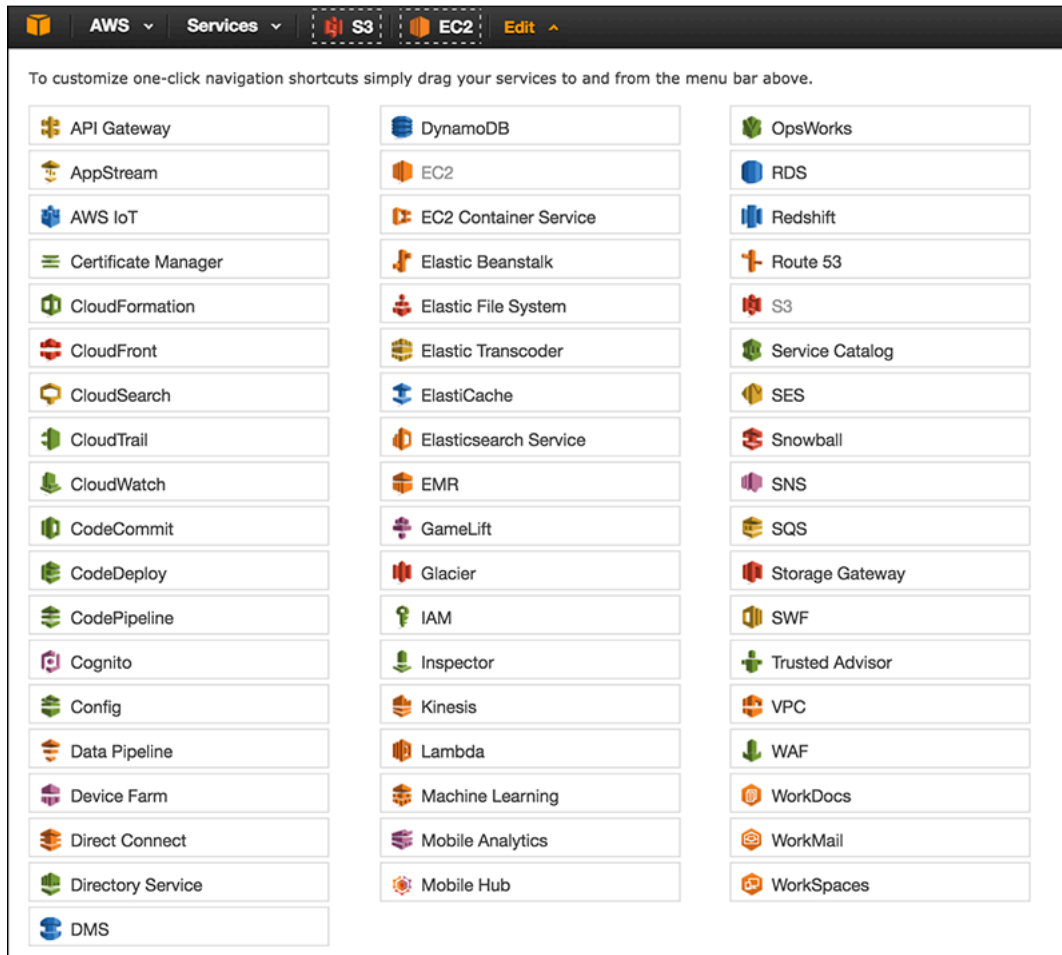 AWS Services S3 EC2 Edit
To customize one-click navigation shortcuts simply drag your services to and from the menu bar above.
API Gateway
AppStream
AWS IoT
Certificate Manager
CloudFormation
CloudFront
CloudSearch
CloudTrail
CloudWatch
CodeCommit
CodeDeploy
CodePipeline
Cognito
Config
Data Pipeline
Device Farm
Direct Connect
Directory Service
DMS
DynamoDB
EC2
EC2 Container Service
Elastic Beanstalk
Elastic File System
Elastic Transcoder
ElastiCache
Elasticsearch Service
EMR
GameLift
Glacier
IAM
Inspector
Kinesis
Lambda
Machine Learning
Mobile Analytics
Mobile Hub
OpsWorks
RDS
Redshift
Route 53
S3
Service Catalog
SES
Snowball
SNS
SQS
Storage Gateway
SWF
Trusted Advisor
VPC
WAF
WorkDocs
WorkMail
WorkSpaces